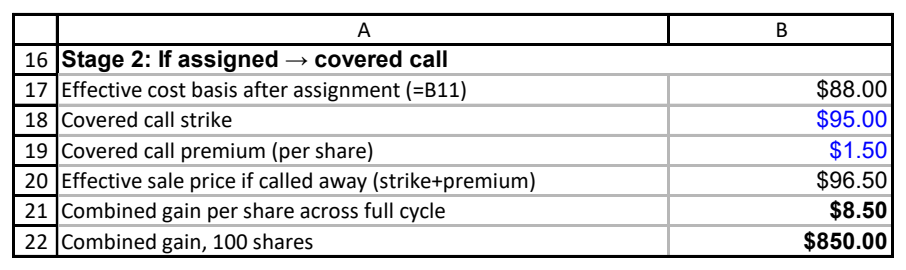 A B
16 Stage 2: If assigned → covered call
17 Effective cost basis after assignment (=B11) $88.00
18 Covered call strike $95.00
19 Covered call premium (per share) $1.50
20 Effective sale price if called away (strike+premium) $96.50
21 Combined gain per share across full cycle $8.50
22 Combined gain, 100 shares $850.00